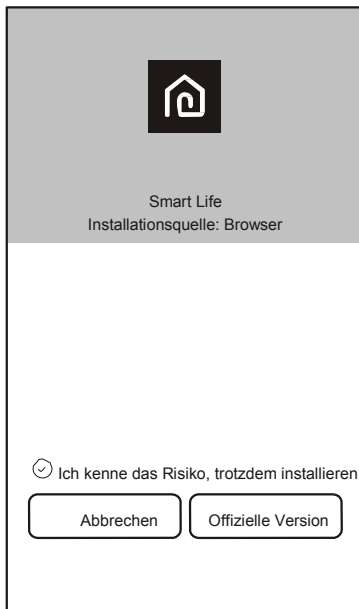 Smart Life
Installationsquelle: Browser
Ich kenne das Risiko, trotzdem installieren
Abbrechen
Offizielle Version